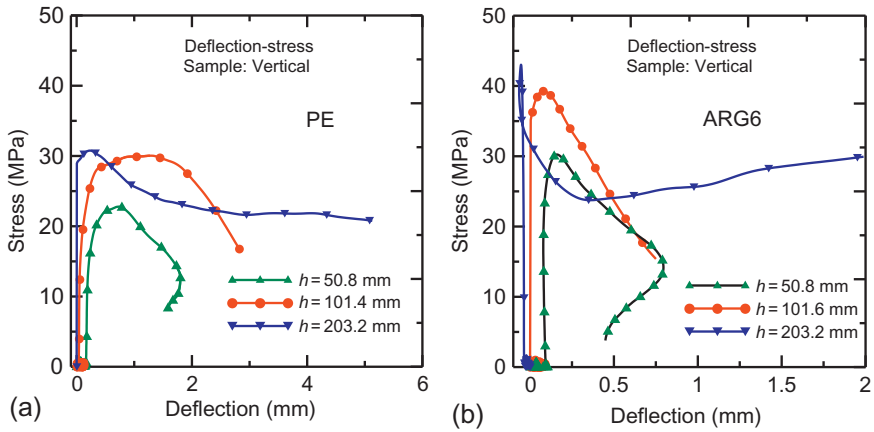 50
40
30
20
10
0
Stress (MPa)
Deflection-stress
Sample: Vertical
PE
h = 50.8 mm
h = 101.4 mm
h = 203.2 mm
0
2
4
6
Deflection (mm)
(a)
50
40
30
20
10
0
Stress (MPa)
Deflection-stress
Sample: Vertical
ARG6
h = 50.8 mm
h = 101.6 mm
h = 203.2 mm
0
0.5
1
1.5
2
Deflection (mm)
(b)